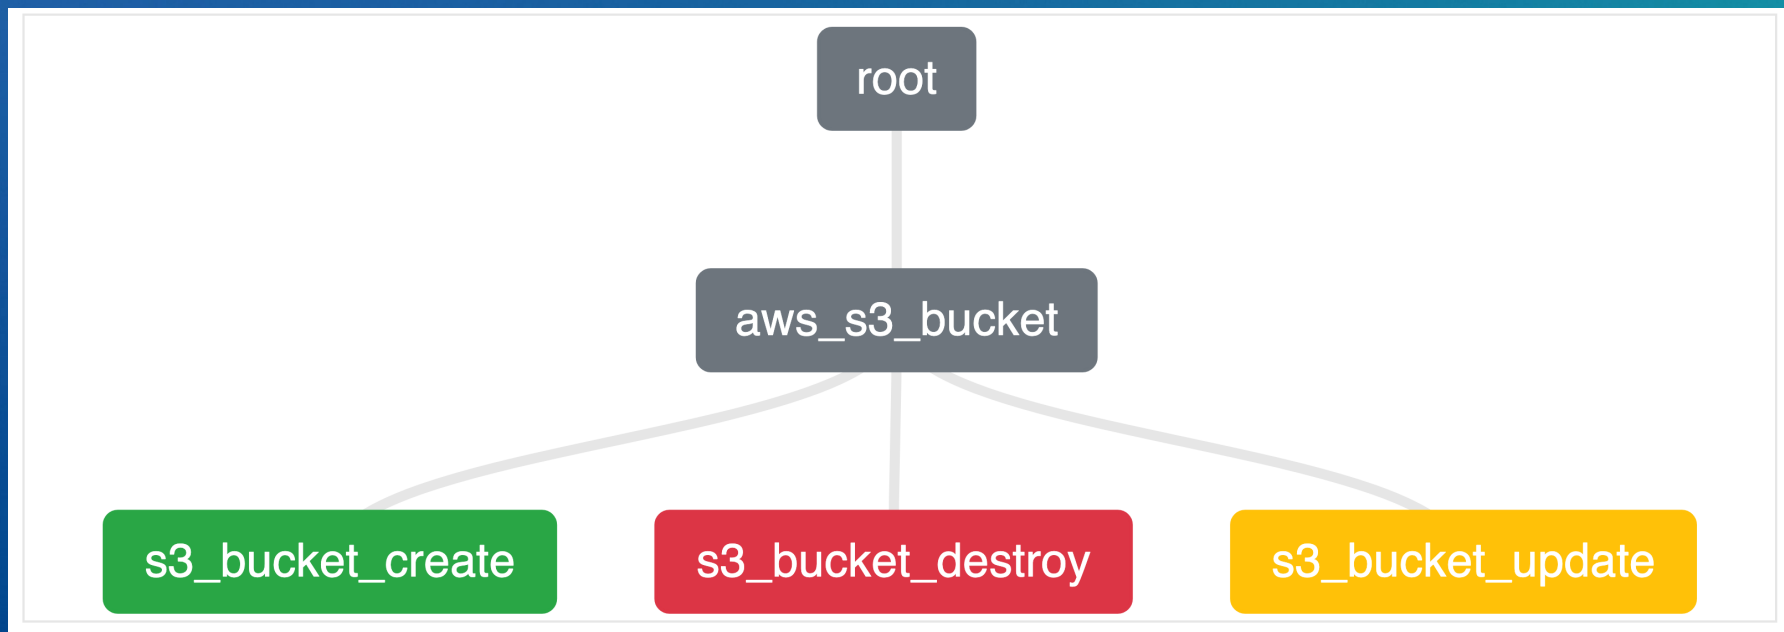 root
aws_s3_bucket
s3_bucket_create
s3_bucket_destroy
s3_bucket_update